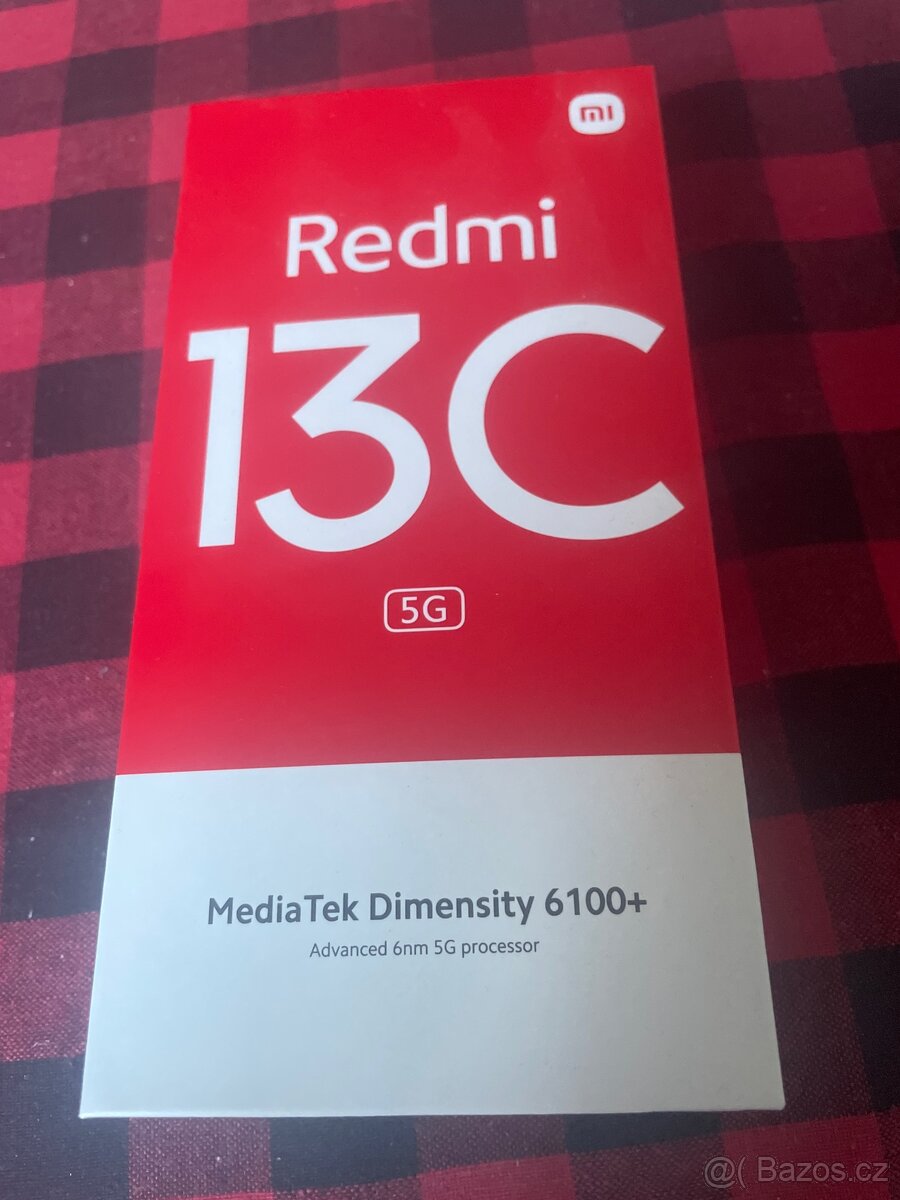 mi
Redmi
13C
5G
MediaTek Dimensity 6100+
Advanced 6nm 5G processor
@( Bazos.cz